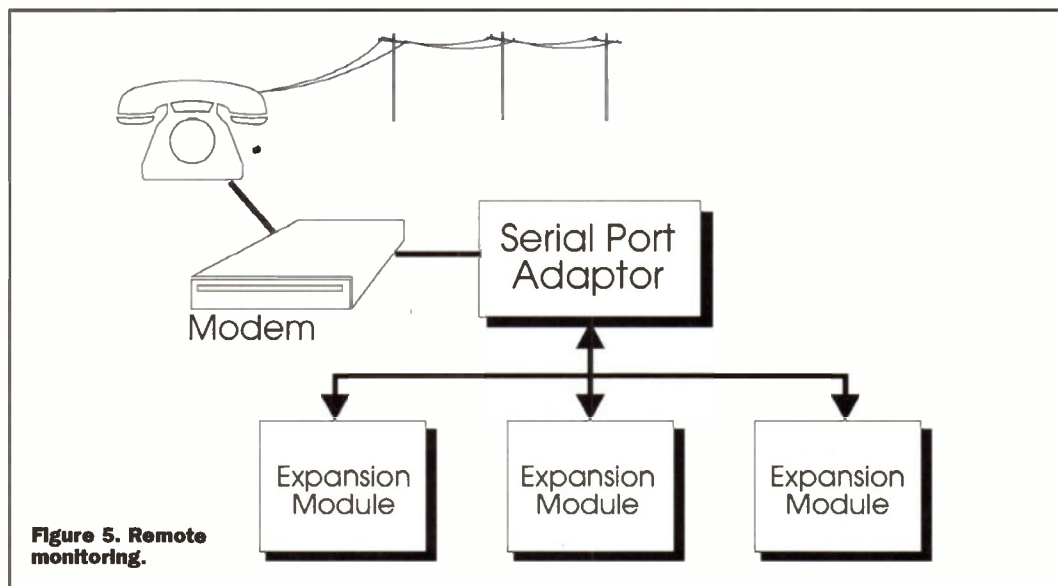 Serial Port
Adaptor
Modem
Expansion
Module
Expansion
Module
Expansion
Module
Figure 5. Remote
monitoring.